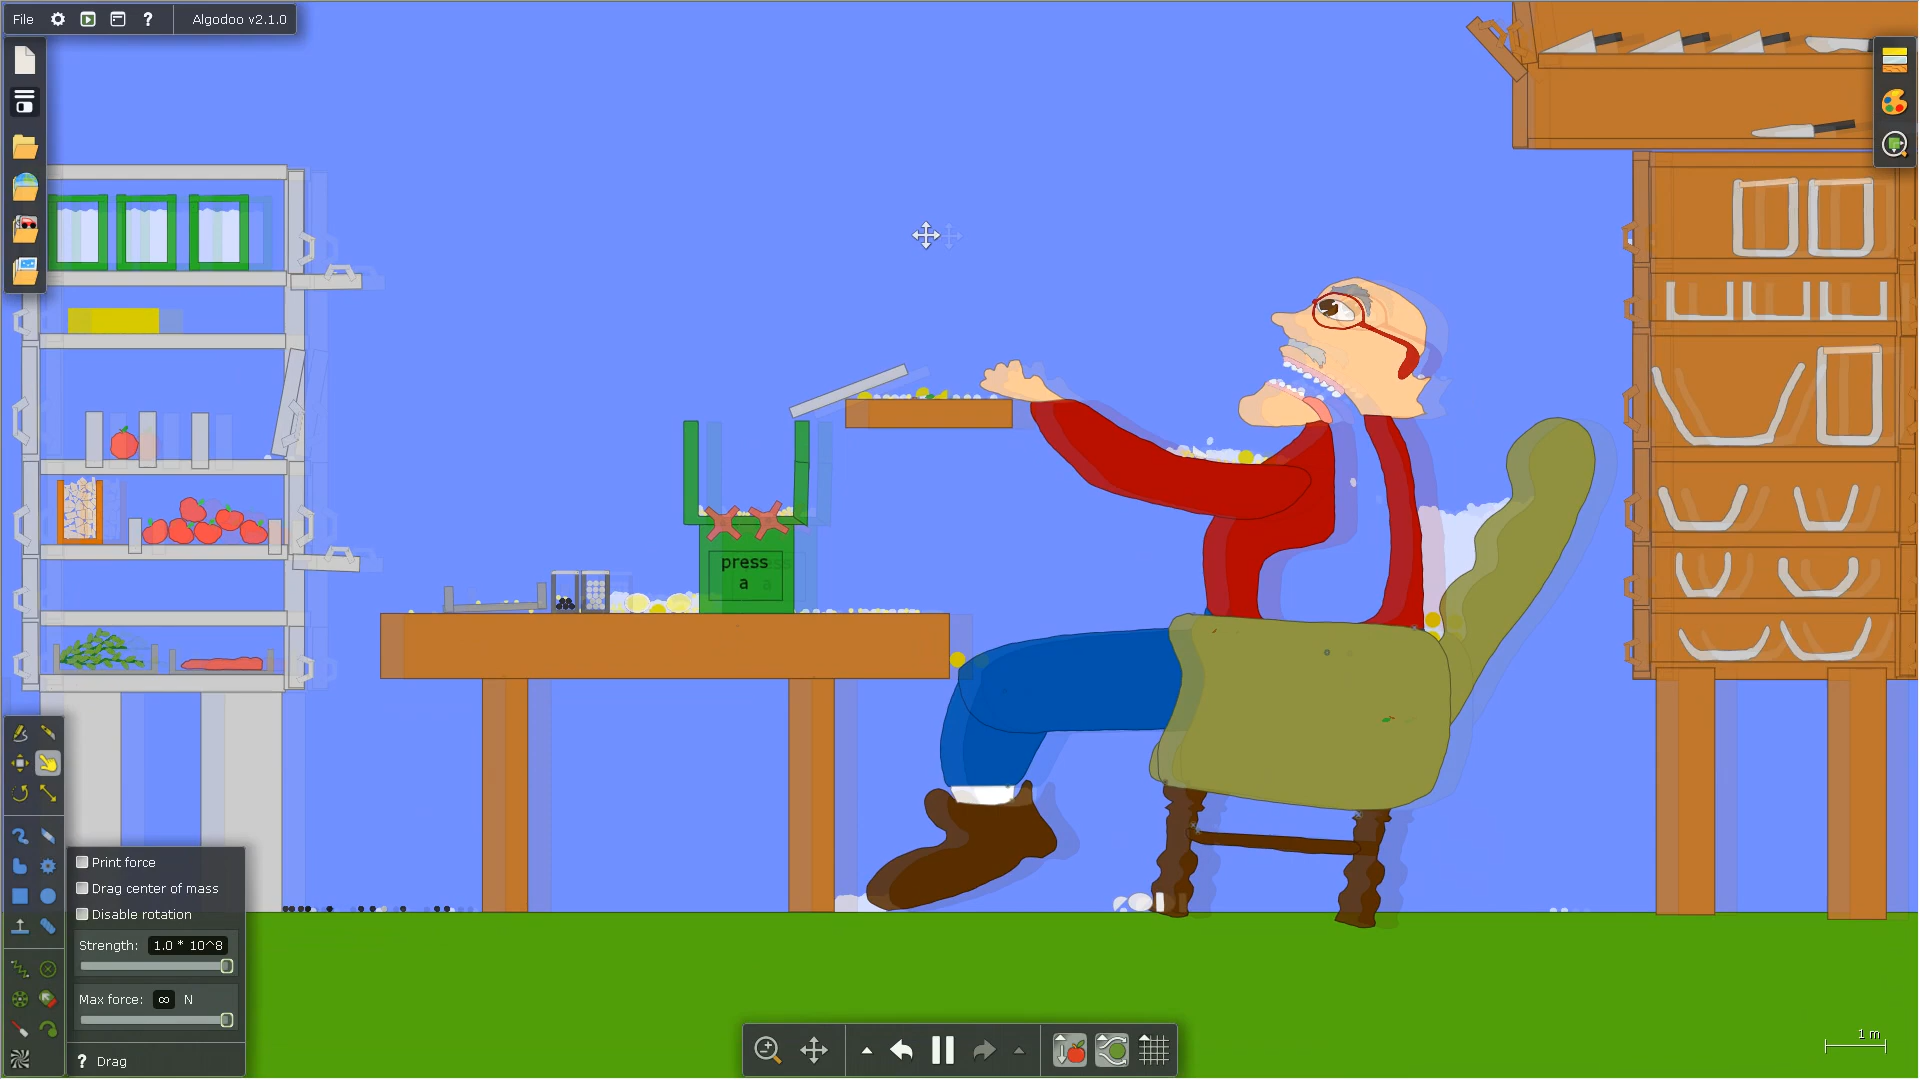 File
?
Algodoo v2.1.0
press
a
Print force
Drag center of mass
Disable rotation
Strength: 1.0 * 10^8
Max force: ∞ N
? Drag
1 m